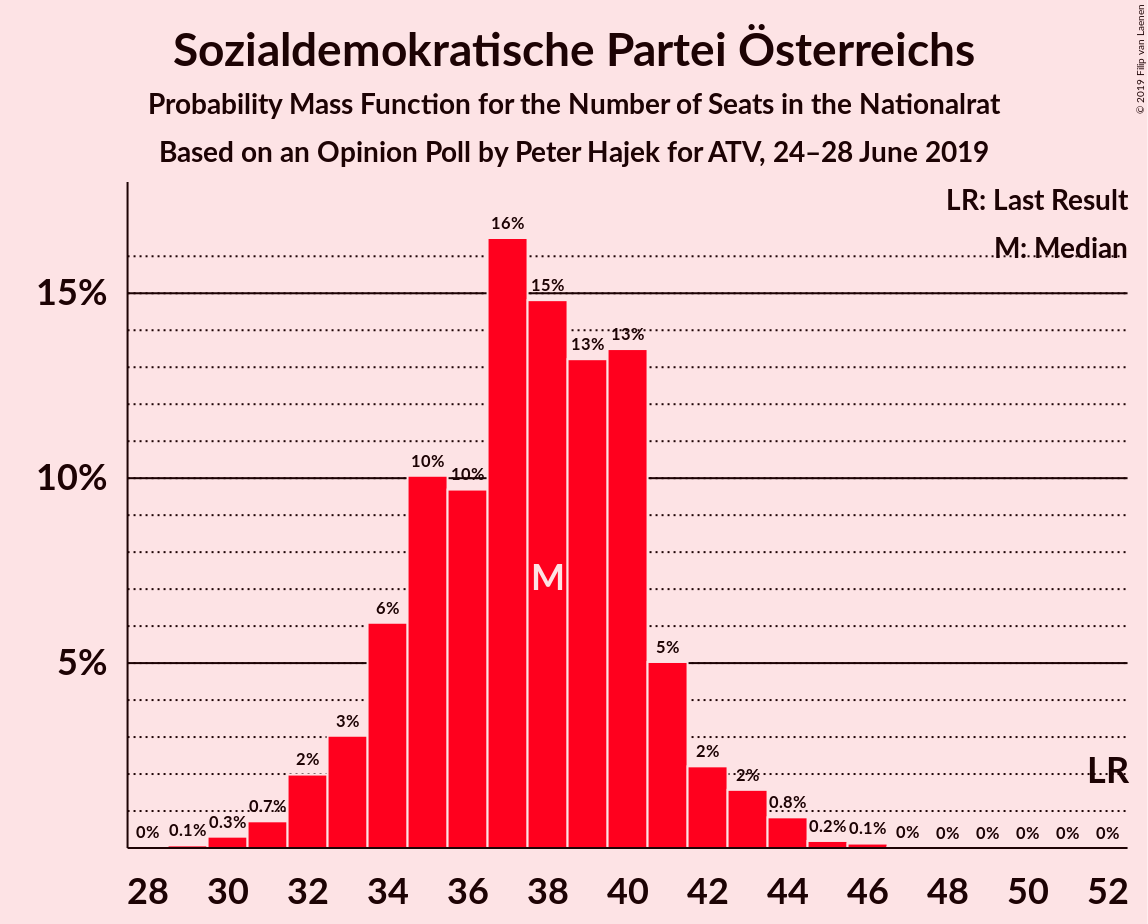 Sozialdemokratische Partei Österreichs
Probability Mass Function for the Number of Seats in the Nationalrat
Based on an Opinion Poll by Peter Hajek for ATV, 24–28 June 2019
© 2019 Filip van Laenen
LR: Last Result
M: Median
15%
10%
5%
0% 0.1% 0.3% 0.7% 2% 3% 6% 10% 10% 16% 15% 13% 13% 5% 2% 2% 0.8% 0.2% 0.1% 0% 0% 0% 0% 0% 0%
M
LR
28 30 32 34 36 38 40 42 44 46 48 50 52